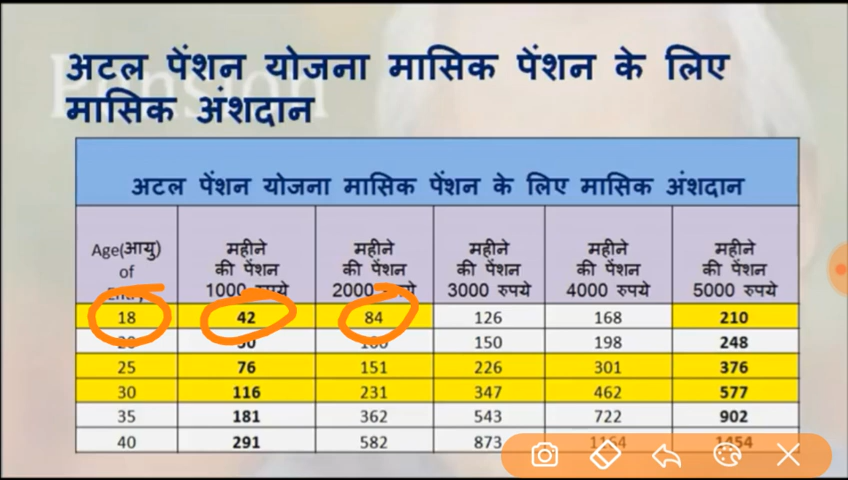 अटल पेंशन योजना मासिक पेंशन के लिए
मासिक अंशदान
अटल पेंशन योजना मासिक पेंशन के लिए मासिक अंशदान
Age(आयु) of महीने की पेंशन 1000 रुपये महीने की पेंशन 2000 महीने की पेंशन 3000 रुपये महीने की पेंशन 4000 रुपये महीने की पेंशन 5000 रुपये
18 42 84 126 168 210
150 198 248
25 76 151 226 301 376
30 116 231 347 462 577
35 181 362 543 722 902
40 291 582 873 1164 1454